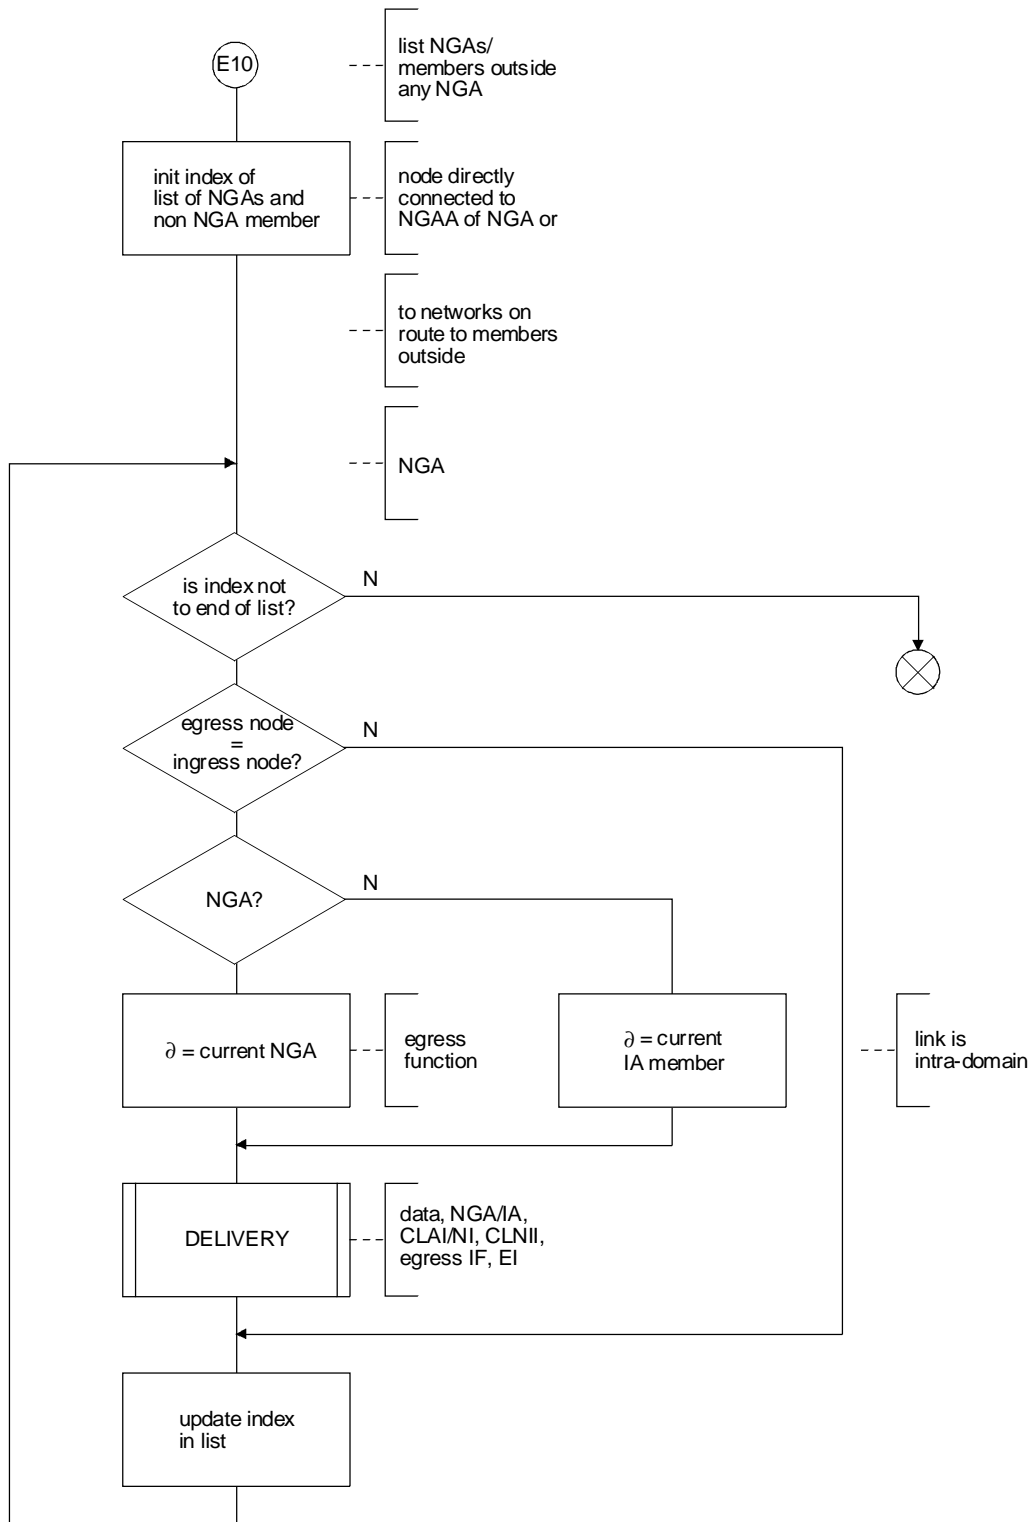 E10
list NGAs/
members outside
any NGA
init index of
list of NGAs and
non NGA member
node directly
connected to
NGAA of NGA or
to networks on
route to members
outside
NGA
is index not
to end of list?
N
egress node
=
ingress node?
N
NGA?
N
∂ = current NGA
egress
function
∂ = current
IA member
link is
intra-domain
DELIVERY
data, NGA/IA,
CLAI/NI, CLNII,
egress IF, EI
update index
in list